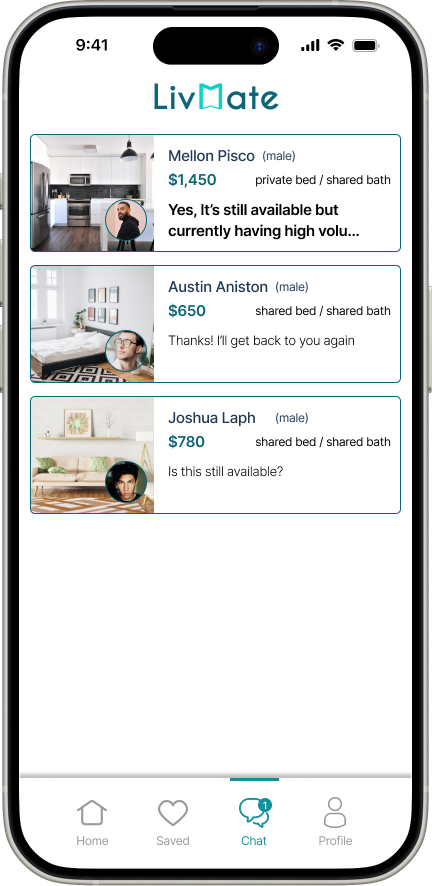 9:41
LivMate
Mellon Pisco (male)
$1,450 private bed / shared bath
Yes, It's still available but
currently having high volu...
Austin Aniston (male)
$650 shared bed / shared bath
Thanks! I'll get back to you again
Joshua Laph (male)
$780 shared bed / shared bath
Is this still available?
1
Home Saved Chat Profile